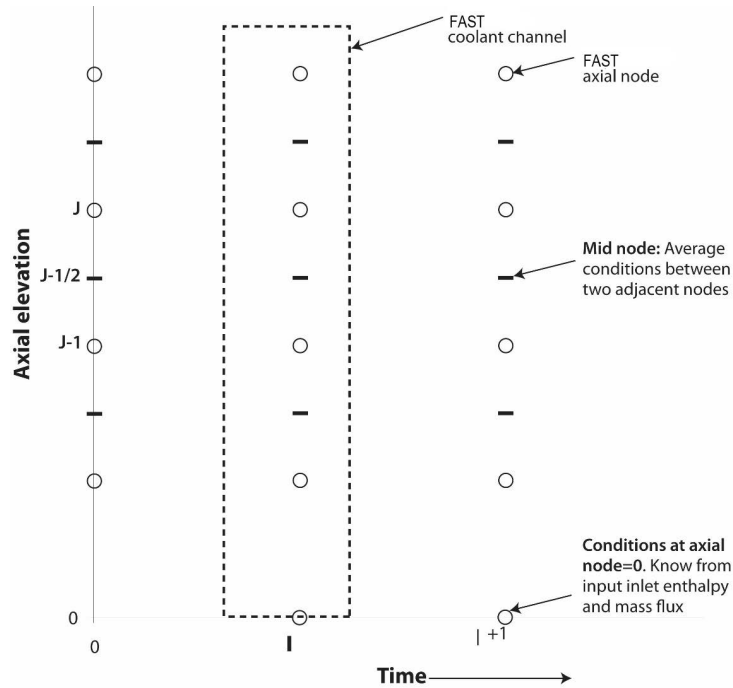 FAST
coolant channel
FAST
axial node
J
J-1/2
Mid node: Average
conditions between
two adjacent nodes
J-1
Axial elevation
Conditions at axial
node=0. Know from
input inlet enthalpy
and mass flux
0
0
I
I +1
Time